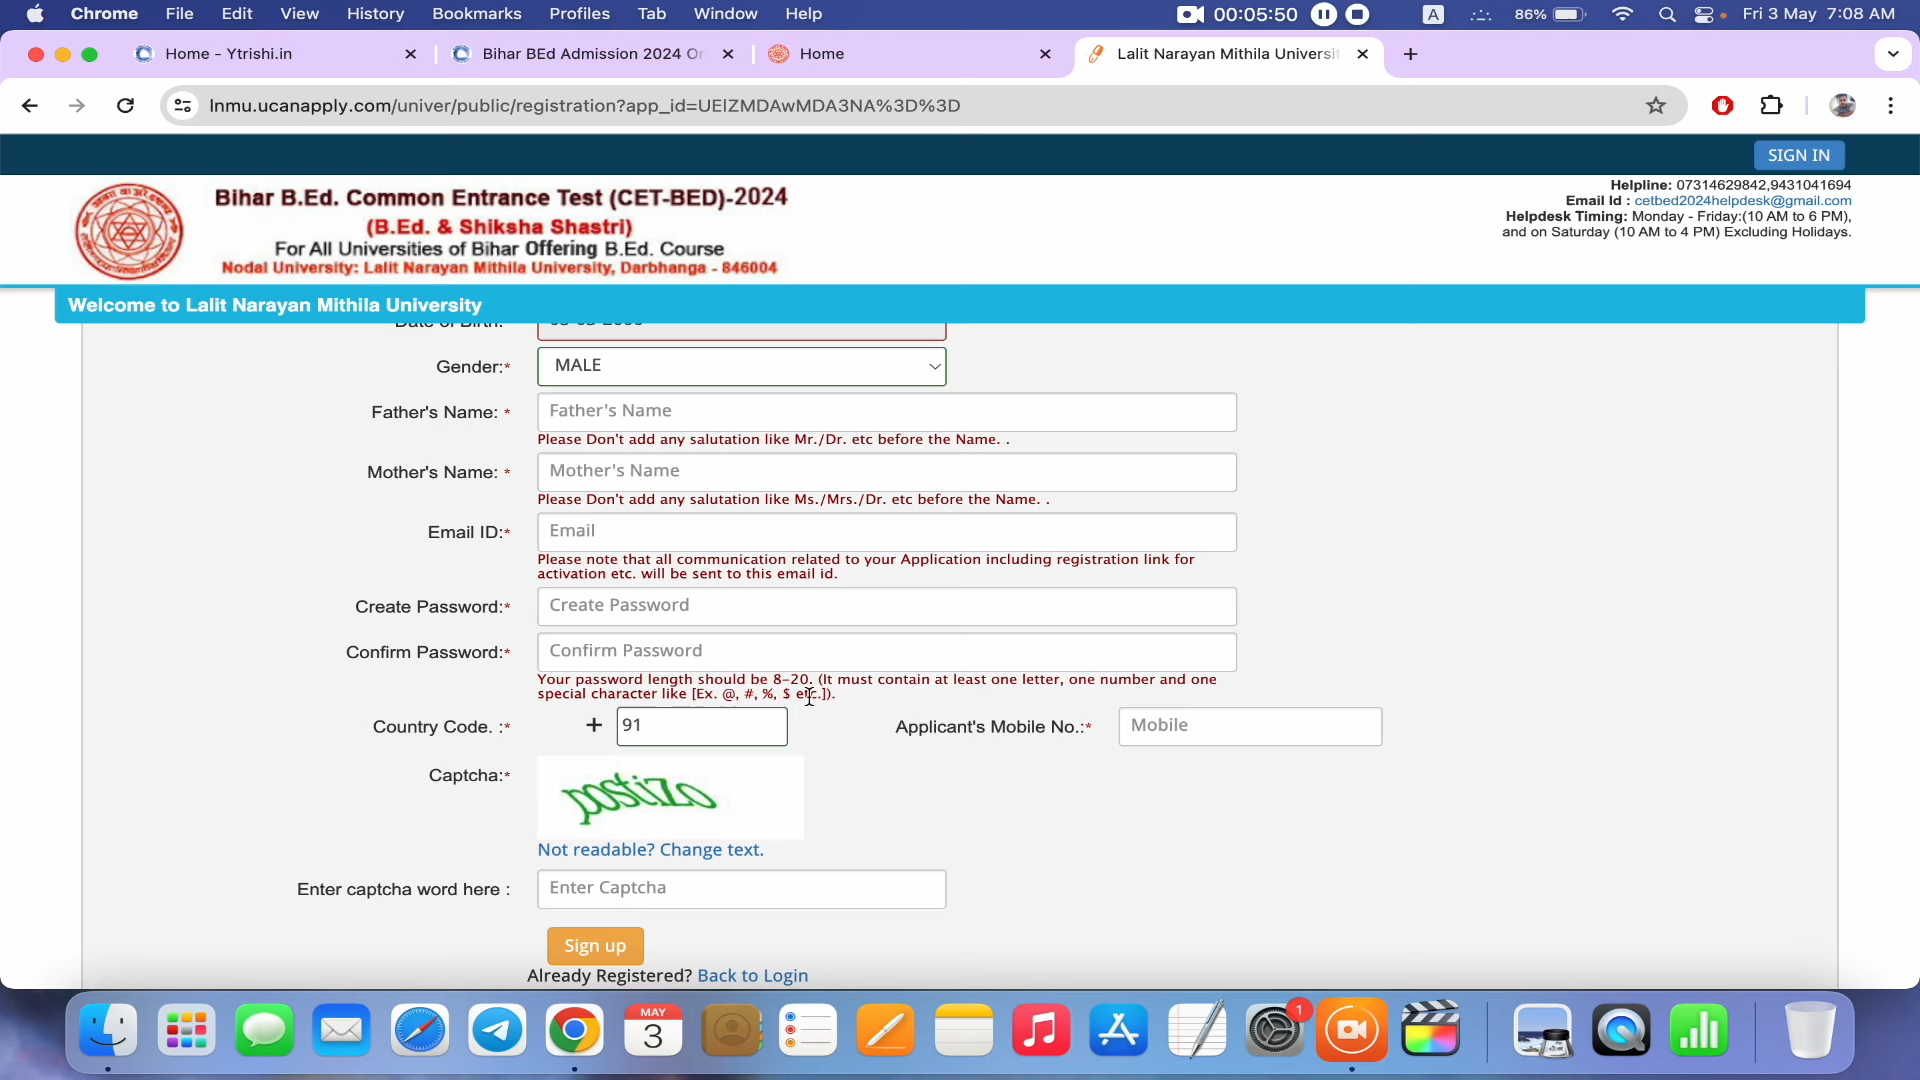 Chrome File Edit View History Bookmarks Profiles Tab Window Help 00:05:50 A 86% Fri 3 May 7:08 AM
Home - Ytrishi.in Bihar BEd Admission 2024 On Home Lalit Narayan Mithila Universit
lnmu.ucanapply.com/univer/public/registration?app_id=UElZMDAwMDA3NA%3D%3D
SIGN IN
Bihar B.Ed. Common Entrance Test (CET-BED)-2024
(B.Ed. & Shiksha Shastri)
For All Universities of Bihar Offering B.Ed. Course
Nodal University: Lalit Narayan Mithila University, Darbhanga - 846004
Helpline: 07314629842,9431041694
Email Id : cetbed2024helpdesk@gmail.com
Helpdesk Timing: Monday - Friday:(10 AM to 6 PM),
and on Saturday (10 AM to 4 PM) Excluding Holidays.
Welcome to Lalit Narayan Mithila University
Date of Birth:
Gender:* MALE
Father's Name: * Father's Name
Please Don't add any salutation like Mr./Dr. etc before the Name. .
Mother's Name: * Mother's Name
Please Don't add any salutation like Ms./Mrs./Dr. etc before the Name. .
Email ID:* Email
Please note that all communication related to your Application including registration link for
activation etc. will be sent to this email id.
Create Password:* Create Password
Confirm Password:* Confirm Password
Your password length should be 8-20. (It must contain at least one letter, one number and one
special character like [Ex. @, #, %, $ etc.]).
Country Code. :* + 91 Applicant's Mobile No.:* Mobile
Captcha:* postizo
Not readable? Change text.
Enter captcha word here : Enter Captcha
Sign up
Already Registered? Back to Login
MAY
3
1